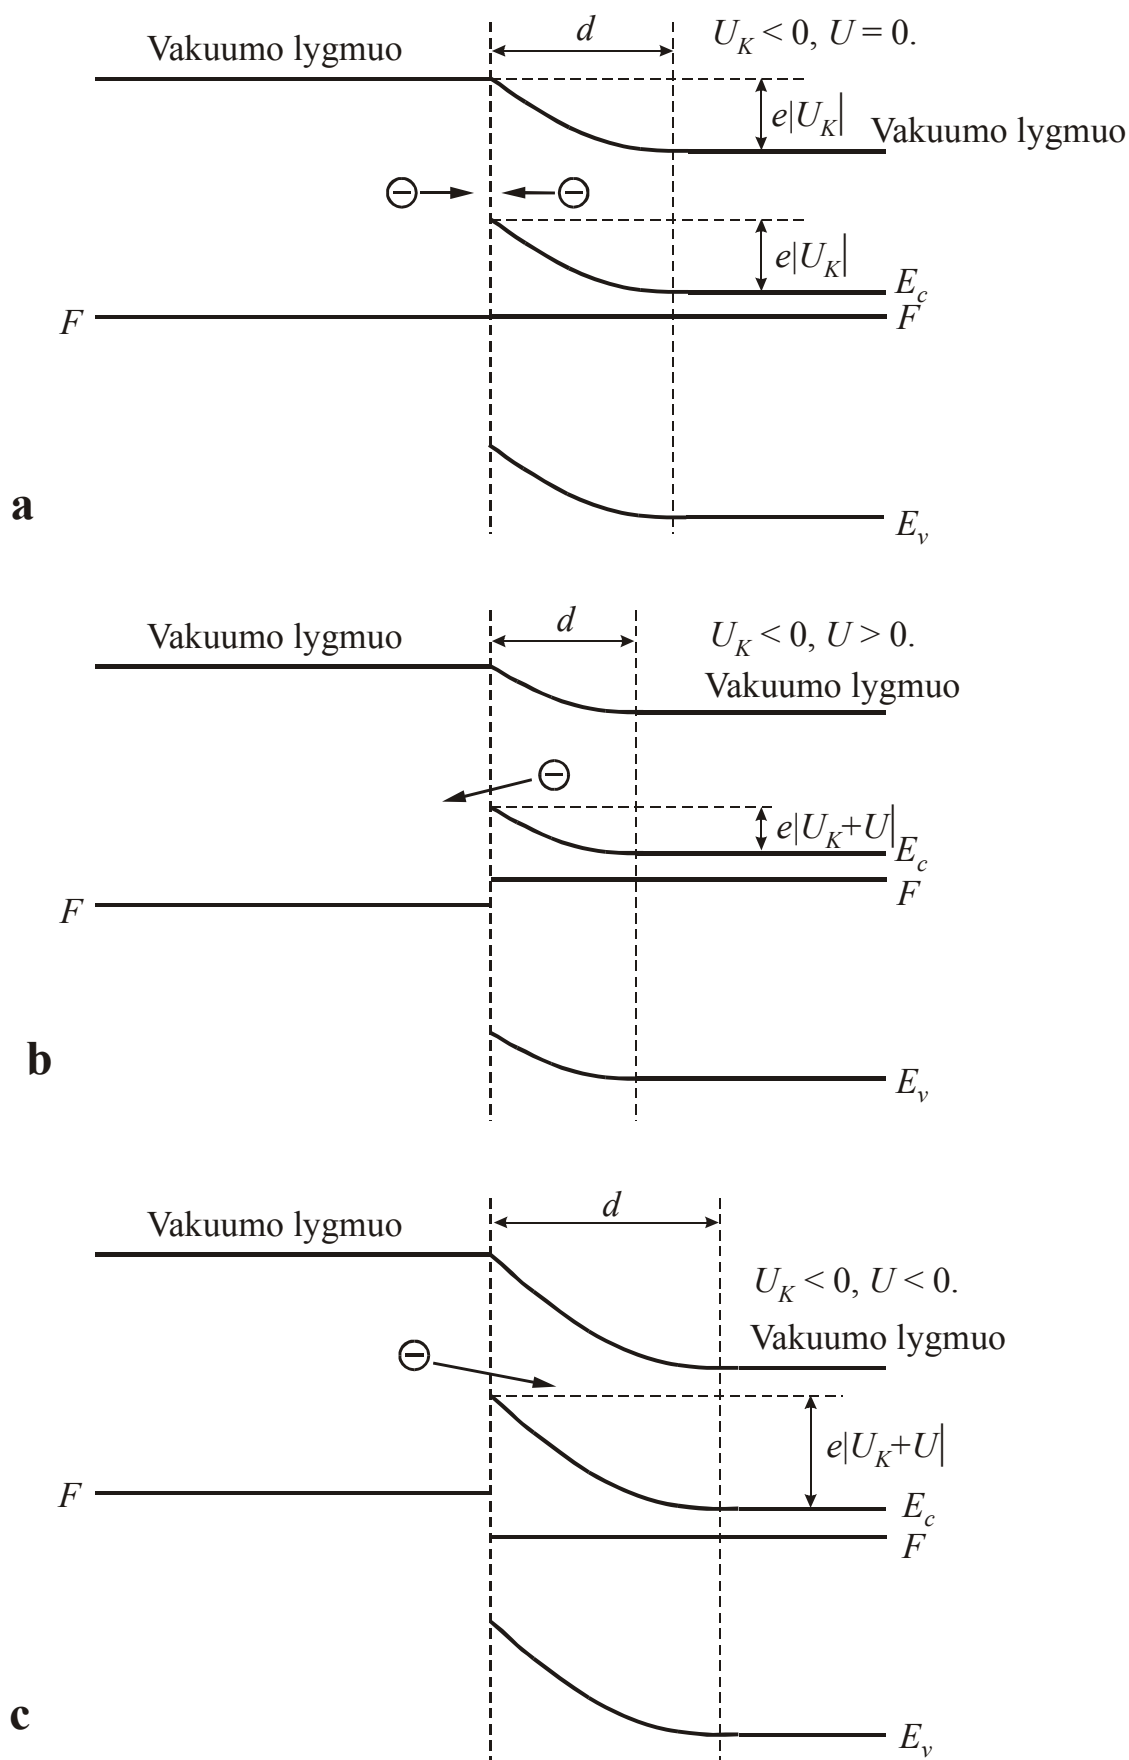 d
U_K < 0, U = 0.
Vakuumo lygmuo
e|U_K|
Vakuumo lygmuo
e|U_K|
E_c
F
F
a
E_v
d
Vakuumo lygmuo
U_K < 0, U > 0.
Vakuumo lygmuo
e|U_K+U|
E_c
F
F
b
E_v
d
Vakuumo lygmuo
U_K < 0, U < 0.
Vakuumo lygmuo
e|U_K+U|
F
E_c
F
c
E_v